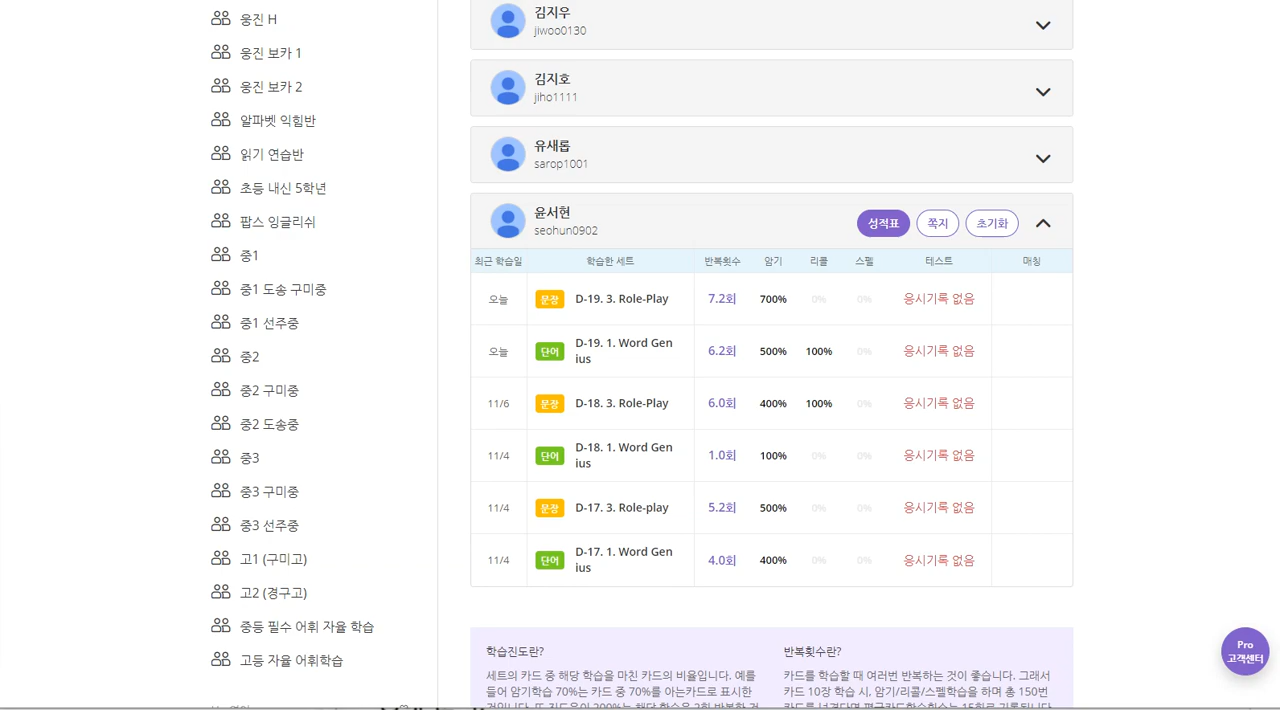 웅진 H
웅진 보카 1
웅진 보카 2
알파벳 익힘반
읽기 연습반
초등 내신 5학년
팝스 잉글리쉬
중1
중1 도송 구미중
중1 선주중
중2
중2 구미중
중2 도송중
중3
중3 구미중
중3 선주중
고1 (구미고)
고2 (경구고)
중등 필수 어휘 자율 학습
고등 자율 어휘학습
김지우
jiwoo0130
김지호
jiho1111
유새롭
sarop1001
윤서현
seohun0902
성적표 쪽지 초기화
최근 학습일 학습한 세트 반복횟수 암기 리콜 스펠 테스트 매칭
오늘 문장 D-19. 3. Role-Play 7.2회 700% 0% 0% 응시기록 없음
오늘 단어 D-19. 1. Word Gen
ius 6.2회 500% 100% 0% 응시기록 없음
11/6 문장 D-18. 3. Role-Play 6.0회 400% 100% 0% 응시기록 없음
11/4 단어 D-18. 1. Word Gen
ius 1.0회 100% 0% 0% 응시기록 없음
11/4 문장 D-17. 3. Role-play 5.2회 500% 0% 0% 응시기록 없음
11/4 단어 D-17. 1. Word Gen
ius 4.0회 400% 0% 0% 응시기록 없음
학습진도란?
세트의 카드 중 해당 학습을 마친 카드의 비율입니다. 예를
들어 암기학습 70%는 카드 중 70%를 아는카드로 표시한
반복횟수란?
카드를 학습할 때 여러번 반복하는 것이 좋습니다. 그래서
카드 10장 학습 시, 암기/리콜/스펠학습을 하며 총 150번
Pro
고객센터